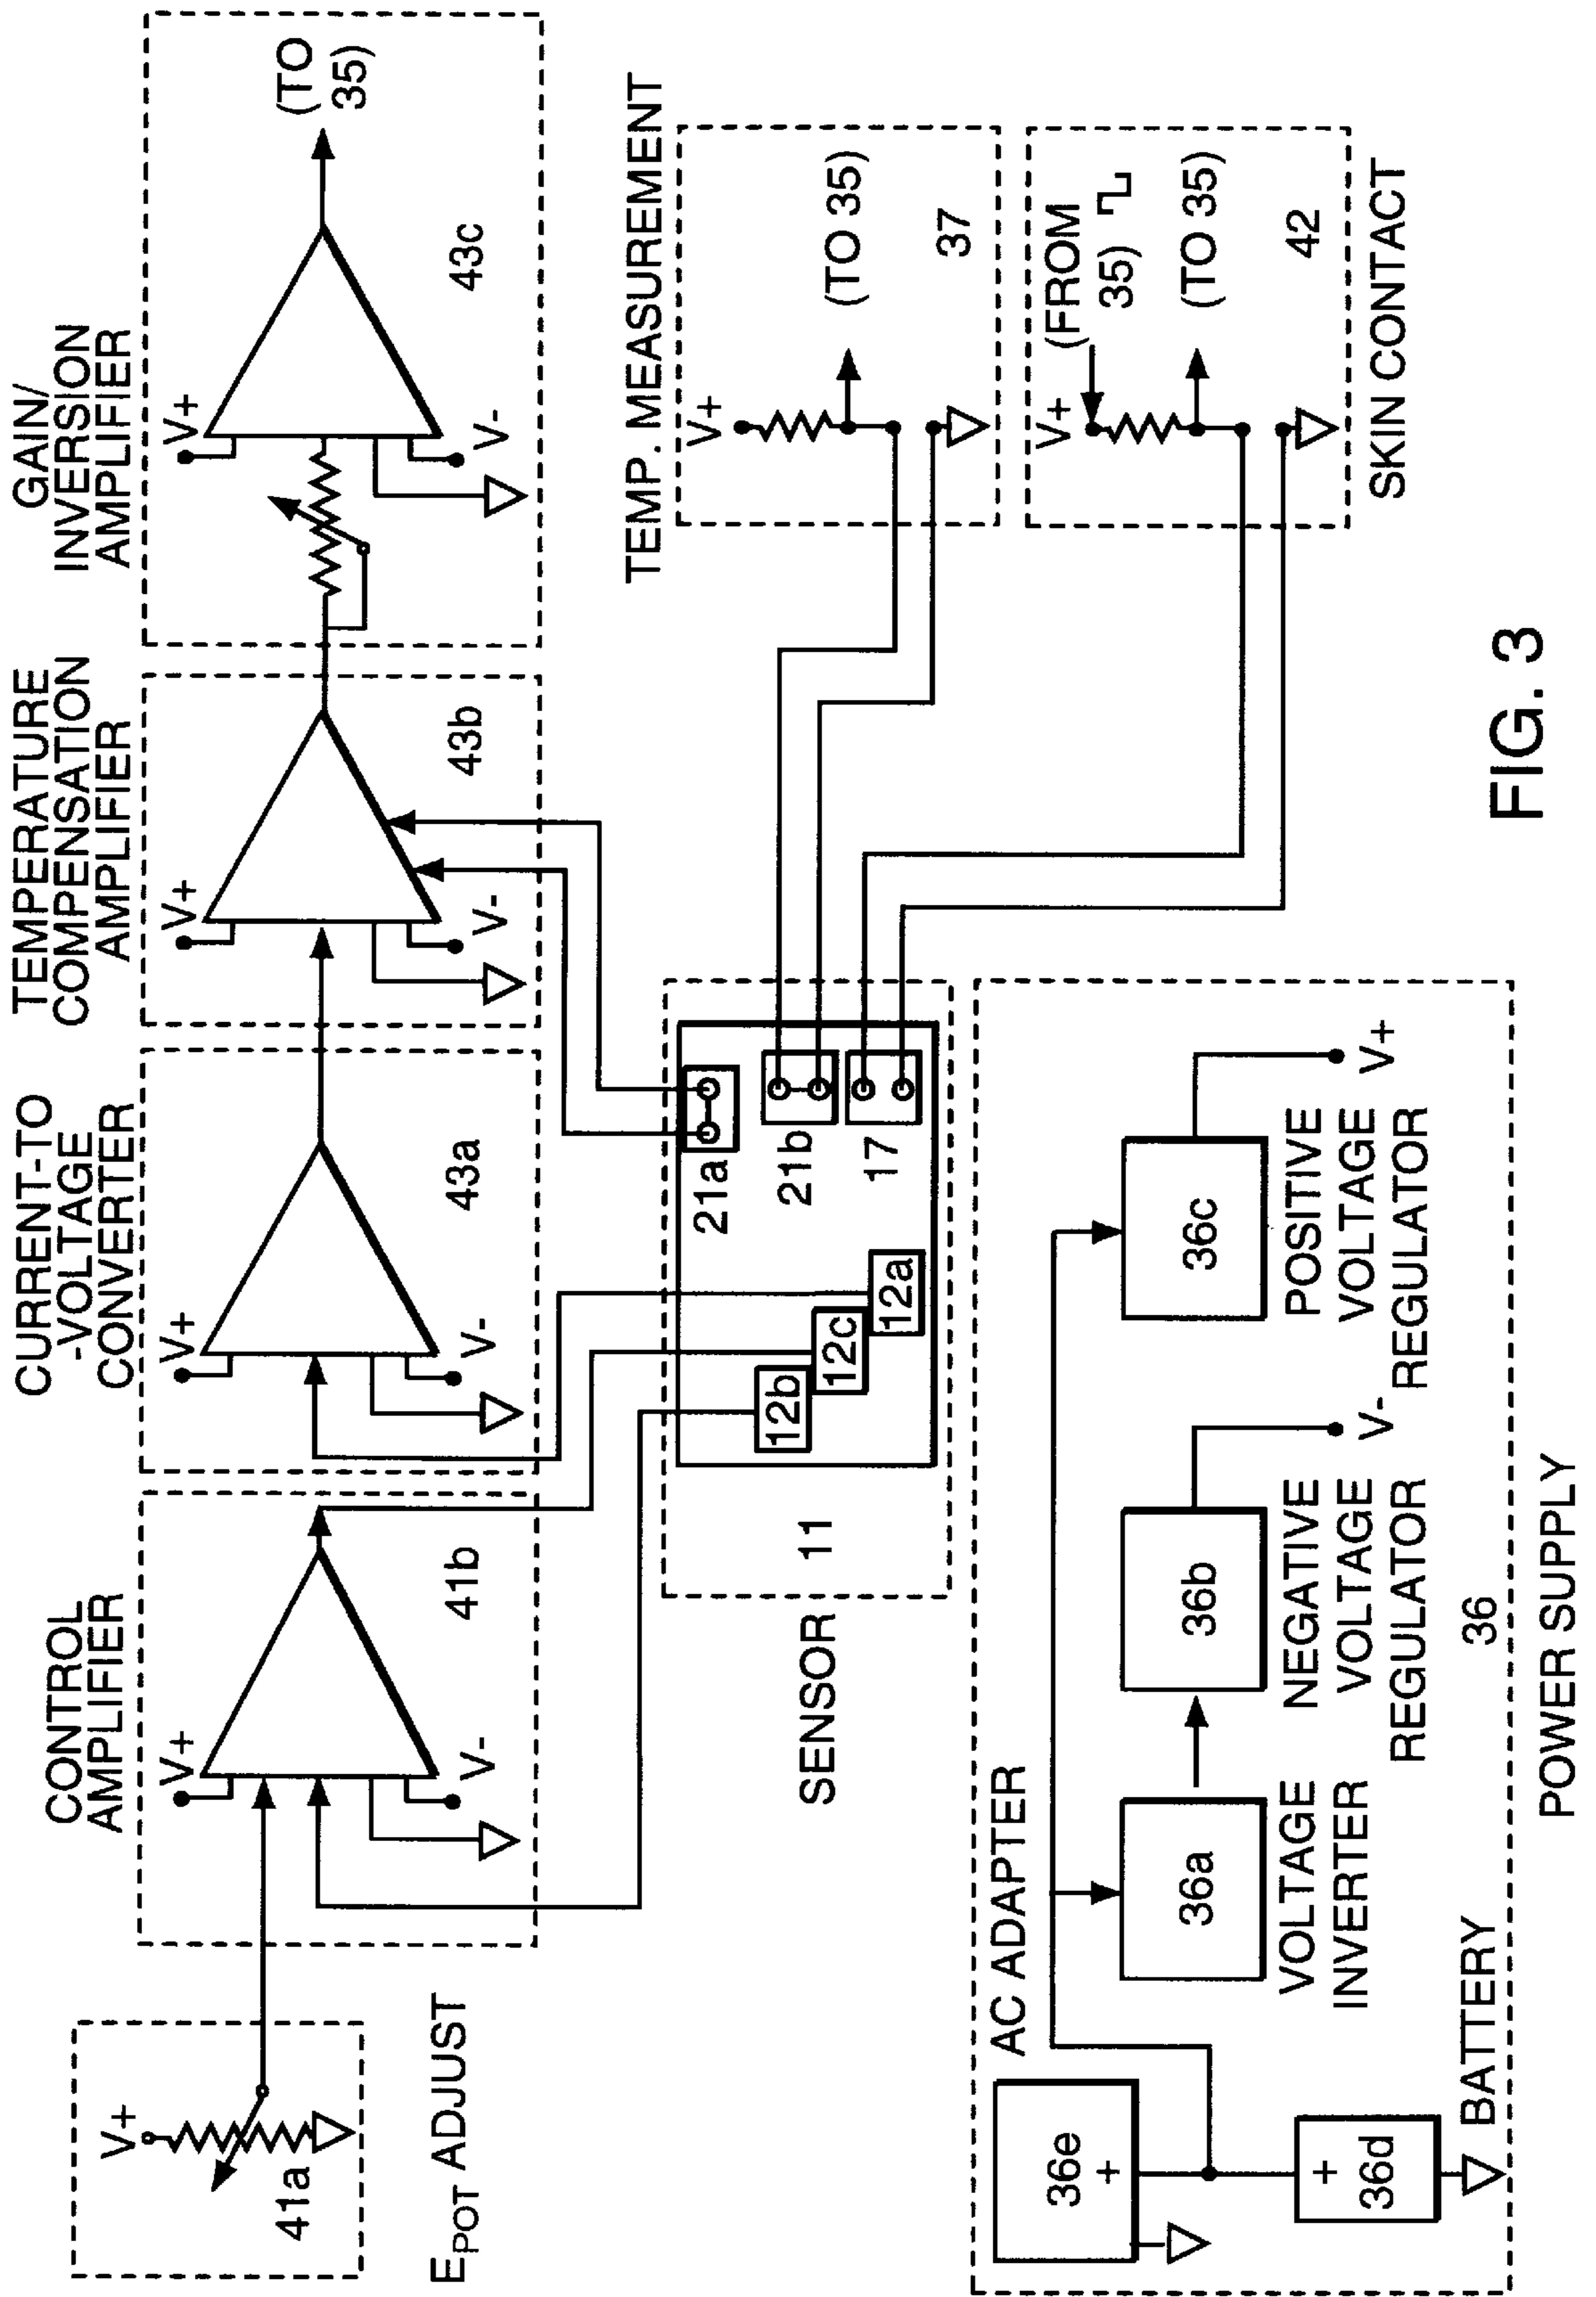 CONTROL
AMPLIFIER
CURRENT-TO
-VOLTAGE
CONVERTER
TEMPERATURE
COMPENSATION
AMPLIFIER
GAIN/
INVERSION
AMPLIFIER
V+
41a
E_POT ADJUST
V+
V-
41b
V+
V-
43a
V+
V-
43b
V+
V-
43c
(TO
35)
SENSOR
11
12b
12c
12a
21a
21b
17
TEMP. MEASUREMENT
V+
(TO 35)
37
V+
(FROM
35)
(TO 35)
42
SKIN CONTACT
AC ADAPTER
36e
+
+
36d
BATTERY
36a
VOLTAGE
INVERTER
36b
NEGATIVE
VOLTAGE
REGULATOR
V-
36c
POSITIVE
VOLTAGE
REGULATOR
V+
36
POWER SUPPLY
FIG. 3